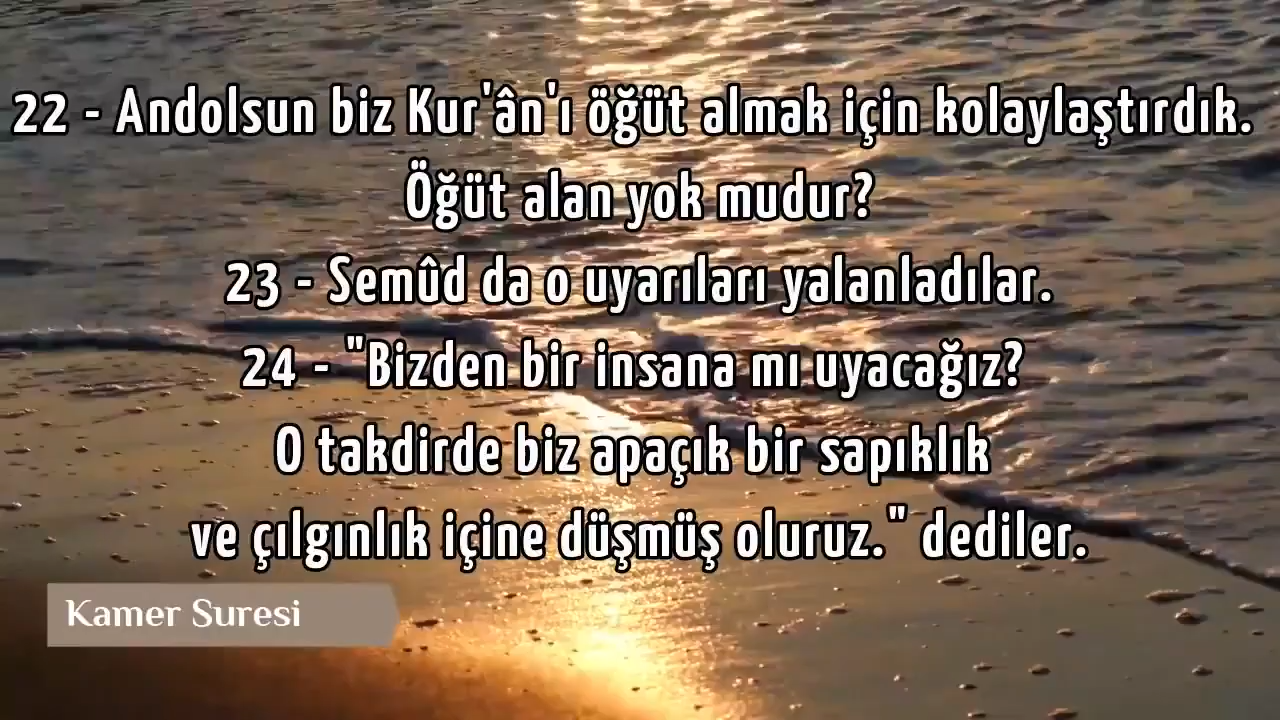 22 - Andolsun biz Kur'ân'ı öğüt almak için kolaylaştırdık.
Öğüt alan yok mudur?
23 - Semûd da o uyarıları yalanladılar.
24 - "Bizden bir insana mı uyacağız?
O takdirde biz apaçık bir sapıklık
ve çılgınlık içine düşmüş oluruz." dediler.
Kamer Suresi